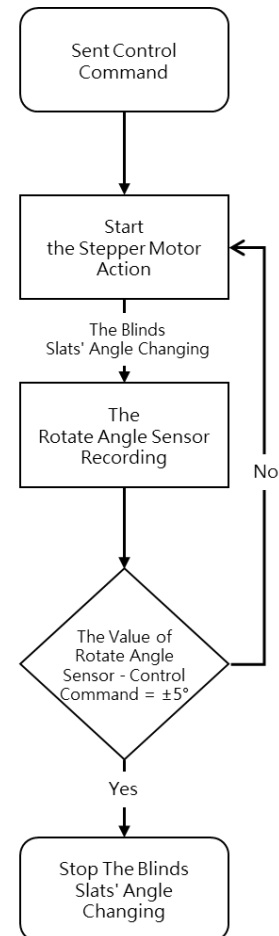 Sent Control
Command
Start
the Stepper Motor
Action
The Blinds
Slats' Angle Changing
The
Rotate Angle Sensor
Recording
No
The Value of
Rotate Angle
Sensor - Control
Command = ±5°
Yes
Stop The Blinds
Slats' Angle
Changing